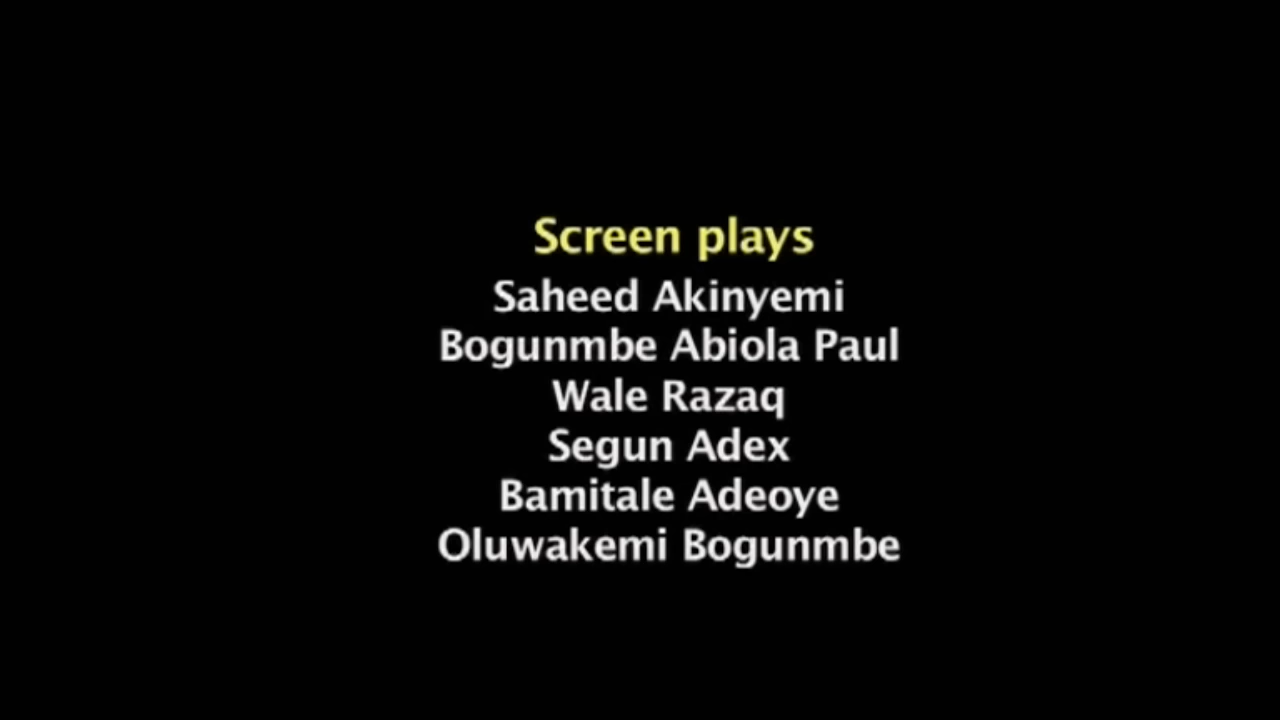 Screen plays
Saheed Akinyemi
Bogunmbe Abiola Paul
Wale Razaq
Segun Adex
Bamitale Adeoye
Oluwakemi Bogunmbe